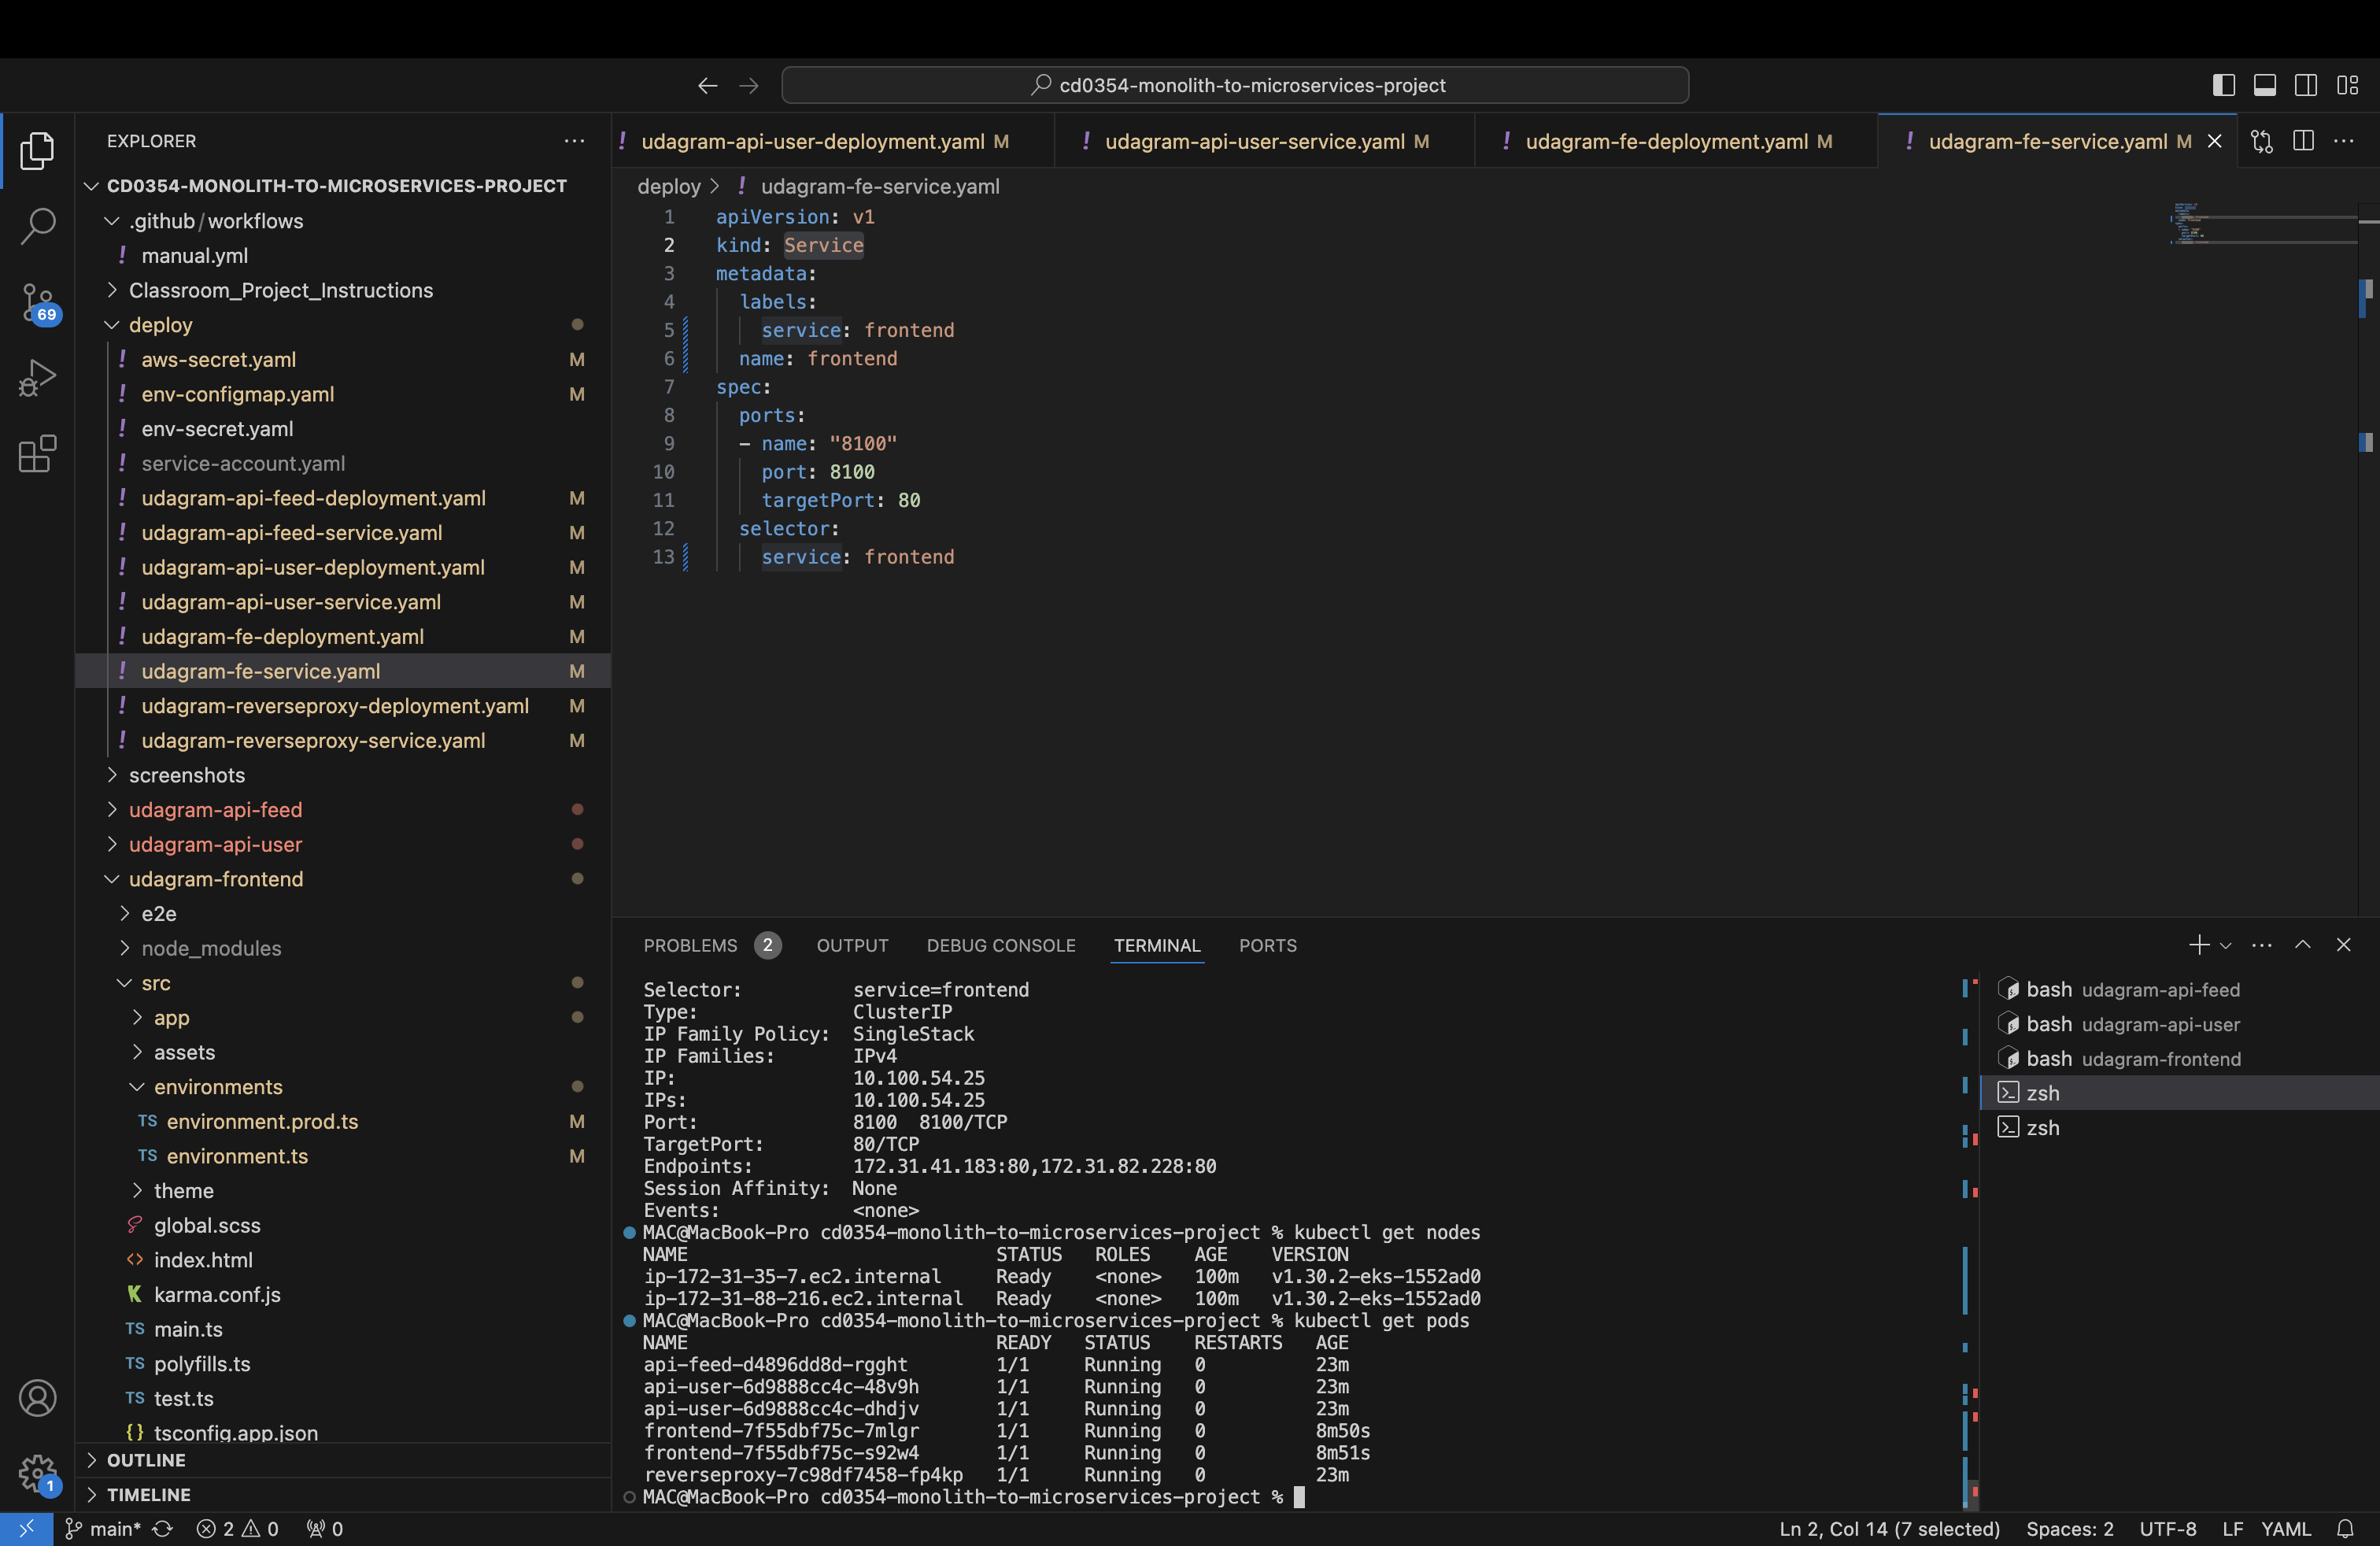 cd0354-monolith-to-microservices-project
EXPLORER
CD0354-MONOLITH-TO-MICROSERVICES-PROJECT
.github/workflows
! manual.yml
Classroom_Project_Instructions
69
deploy
! aws-secret.yaml M
! env-configmap.yaml M
! env-secret.yaml
! service-account.yaml
! udagram-api-feed-deployment.yaml M
! udagram-api-feed-service.yaml M
! udagram-api-user-deployment.yaml M
! udagram-api-user-service.yaml M
! udagram-fe-deployment.yaml M
! udagram-fe-service.yaml M
! udagram-reverseproxy-deployment.yaml M
! udagram-reverseproxy-service.yaml M
screenshots
udagram-api-feed
udagram-api-user
udagram-frontend
e2e
node_modules
src
app
assets
environments
TS environment.prod.ts M
TS environment.ts M
theme
global.scss
<> index.html
K karma.conf.js
TS main.ts
TS polyfills.ts
TS test.ts
{} tsconfig.app.json
OUTLINE
TIMELINE
1
! udagram-api-user-deployment.yaml M
! udagram-api-user-service.yaml M
! udagram-fe-deployment.yaml M
! udagram-fe-service.yaml M
deploy > ! udagram-fe-service.yaml
1 apiVersion: v1
2 kind: Service
3 metadata:
4 labels:
5 service: frontend
6 name: frontend
7 spec:
8 ports:
9 - name: "8100"
10 port: 8100
11 targetPort: 80
12 selector:
13 service: frontend
PROBLEMS 2 OUTPUT DEBUG CONSOLE TERMINAL PORTS
Selector: service=frontend
Type: ClusterIP
IP Family Policy: SingleStack
IP Families: IPv4
IP: 10.100.54.25
IPs: 10.100.54.25
Port: 8100 8100/TCP
TargetPort: 80/TCP
Endpoints: 172.31.41.183:80,172.31.82.228:80
Session Affinity: None
Events: <none>
MAC@MacBook-Pro cd0354-monolith-to-microservices-project % kubectl get nodes
NAME STATUS ROLES AGE VERSION
ip-172-31-35-7.ec2.internal Ready <none> 100m v1.30.2-eks-1552ad0
ip-172-31-88-216.ec2.internal Ready <none> 100m v1.30.2-eks-1552ad0
MAC@MacBook-Pro cd0354-monolith-to-microservices-project % kubectl get pods
NAME READY STATUS RESTARTS AGE
api-feed-d4896dd8d-rgght 1/1 Running 0 23m
api-user-6d9888cc4c-48v9h 1/1 Running 0 23m
api-user-6d9888cc4c-dhdjv 1/1 Running 0 23m
frontend-7f55dbf75c-7mlgr 1/1 Running 0 8m50s
frontend-7f55dbf75c-s92w4 1/1 Running 0 8m51s
reverseproxy-7c98df7458-fp4kp 1/1 Running 0 23m
MAC@MacBook-Pro cd0354-monolith-to-microservices-project %
bash udagram-api-feed
bash udagram-api-user
bash udagram-frontend
zsh
zsh
main* 2 0 0
Ln 2, Col 14 (7 selected) Spaces: 2 UTF-8 LF YAML